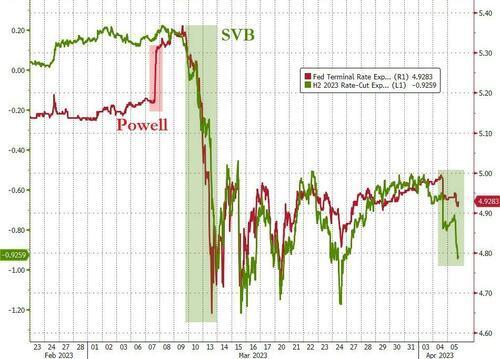 SVB
Powell
Fed Terminal Rate Exp... (R1) 4.9283
H2 2023 Rate-Cut Exp... (L1) -0.9259
0.20
0.00
-0.20
-0.40
-0.60
-0.9259
-1.00
-1.20
5.40
5.30
5.20
5.10
5.00
4.9283
4.80
4.70
4.60
23 24 27 28 01 02 03 06 07 08 09 10 13 14 15 16 17 20 21 22 23 24 27 28 29 30 31 03 04 05
Feb 2023 Mar 2023 Apr 2023